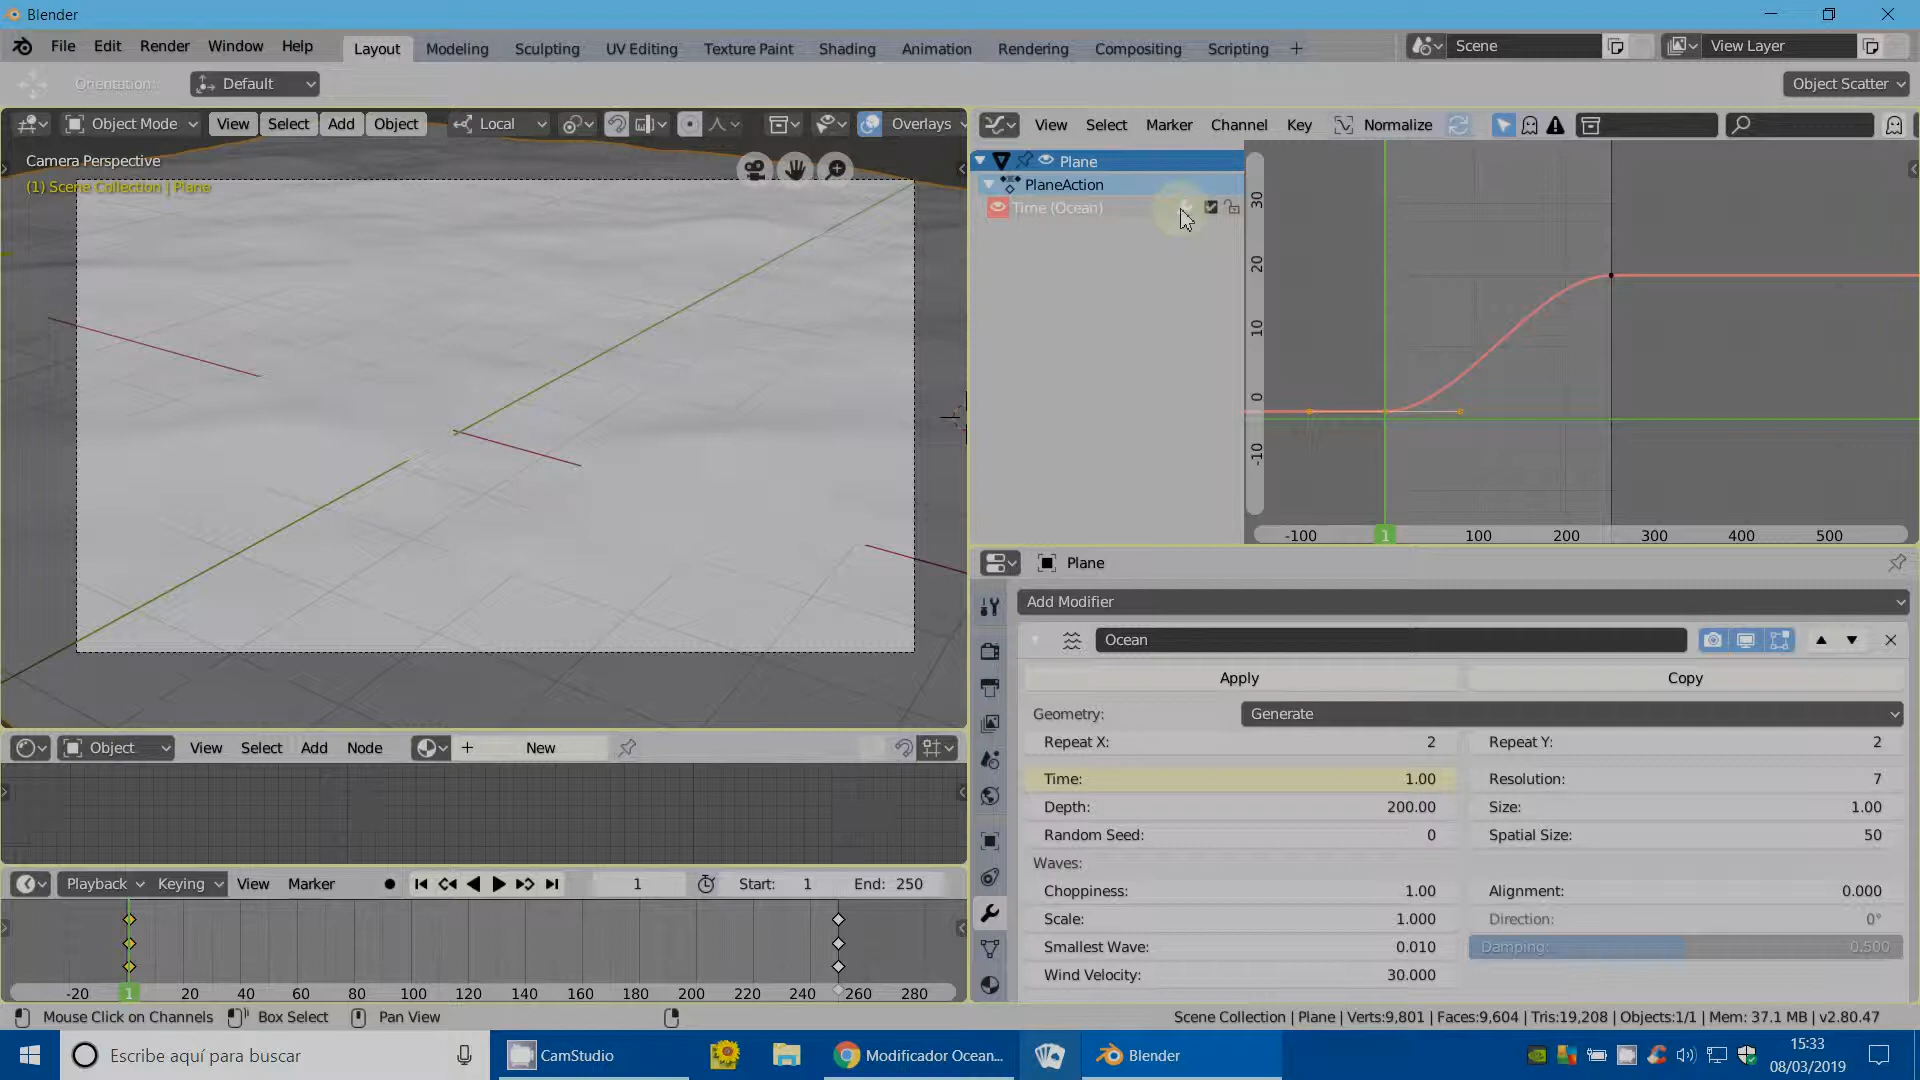 Blender
File Edit Render Window Help Layout Modeling Sculpting UV Editing Texture Paint Shading Animation Rendering Compositing Scripting + Scene View Layer
Orientation: Default Object Scatter
Object Mode View Select Add Object Local Overlays
View Select Marker Channel Key Normalize
Camera Perspective
(1) Scene Collection | Plane
Plane
PlaneAction
Time (Ocean)
30
20
10
0
-10
-100 1 100 200 300 400 500
Plane
Add Modifier
Ocean
Apply Copy
Geometry: Generate
Repeat X: 2 Repeat Y: 2
Time: 1.00 Resolution: 7
Depth: 200.00 Size: 1.00
Random Seed: 0 Spatial Size: 50
Waves:
Choppiness: 1.00 Alignment: 0.000
Scale: 1.000 Direction: 0°
Smallest Wave: 0.010 Damping: 0.500
Wind Velocity: 30.000
Object View Select Add Node + New
Playback Keying View Marker 1 Start: 1 End: 250
-20 1 20 40 60 80 100 120 140 160 180 200 220 240 260 280
Mouse Click on Channels Box Select Pan View
Scene Collection | Plane | Verts:9,801 | Faces:9,604 | Tris:19,208 | Objects:1/1 | Mem: 37.1 MB | v2.80.47
Escribe aquí para buscar CamStudio Modificador Ocean... Blender
15:33
08/03/2019